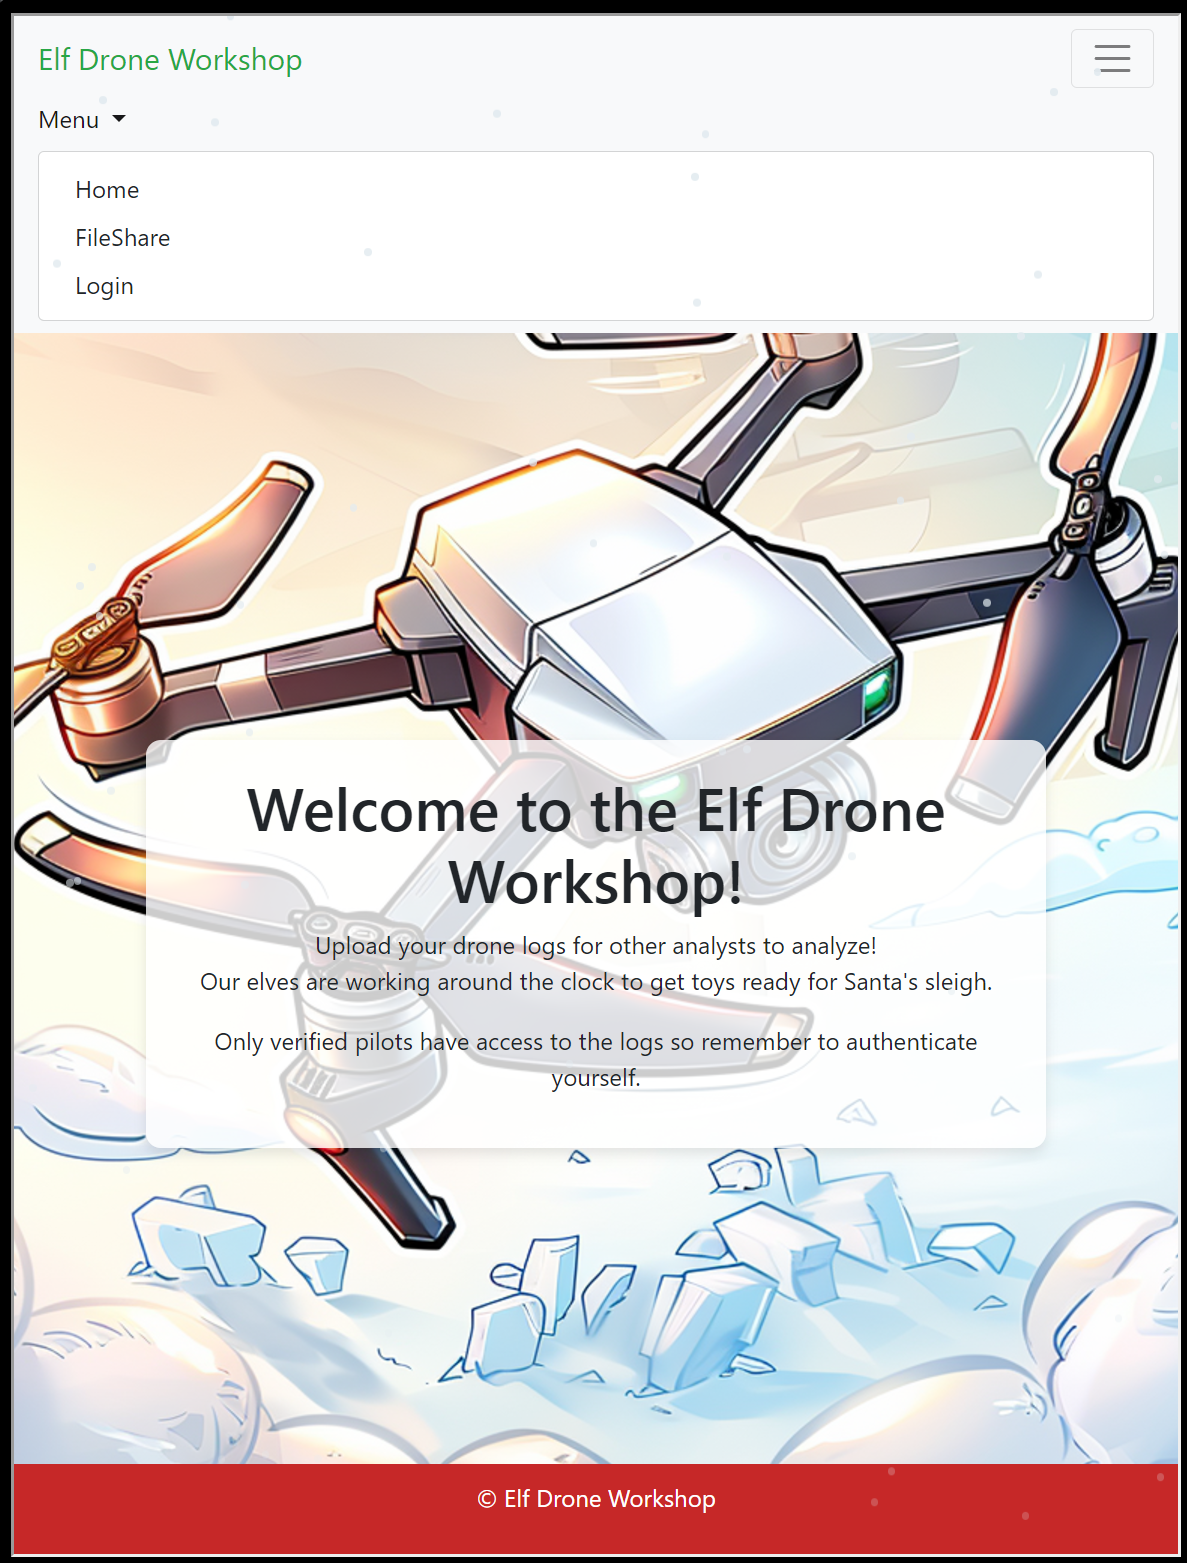 Elf Drone Workshop
Menu
Home
FileShare
Login
Welcome to the Elf Drone
Workshop!
Upload your drone logs for other analysts to analyze!
Our elves are working around the clock to get toys ready for Santa's sleigh.
Only verified pilots have access to the logs so remember to authenticate
yourself.
© Elf Drone Workshop